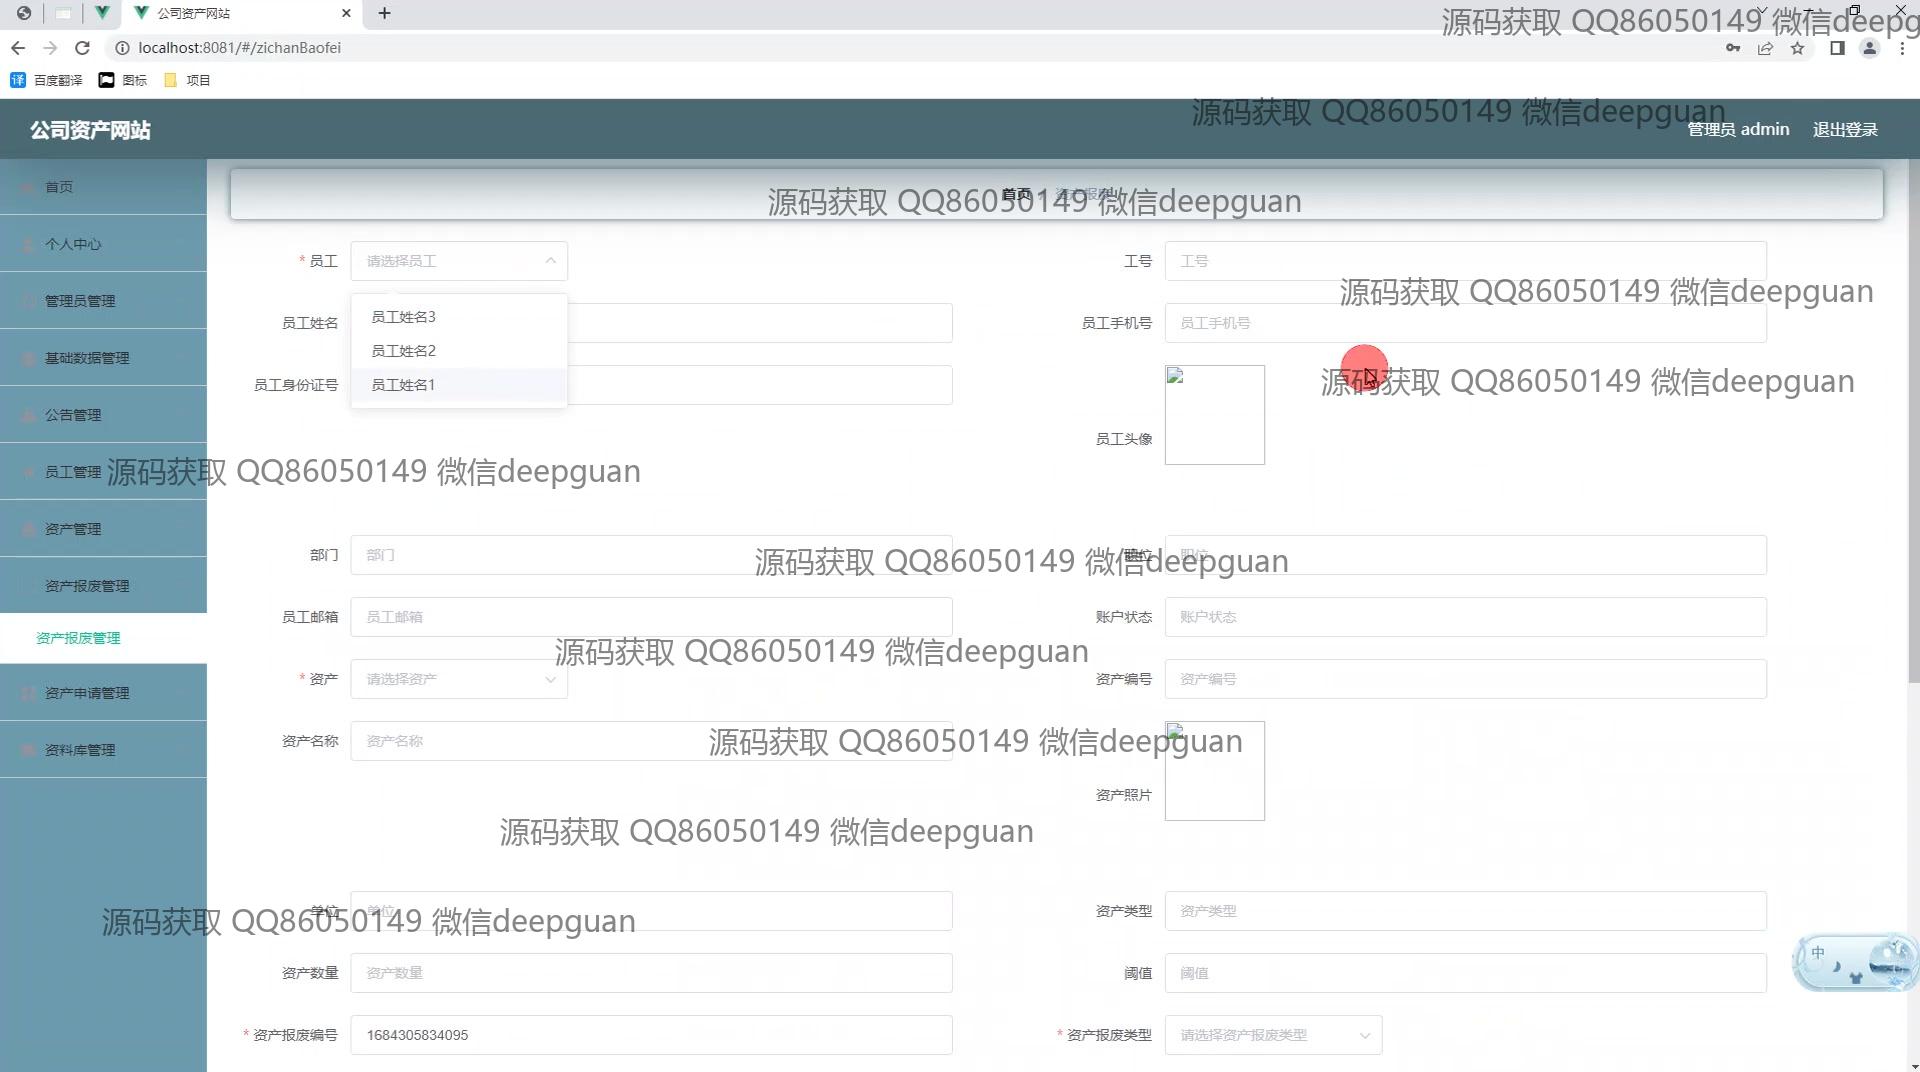 公司资产网站
源码获取 QQ86050149 微信deepguan
localhost:8081/#/zichanBaofei
百度翻译 图标 项目
源码获取 QQ86050149 微信deepguan
公司资产网站 管理员 admin 退出登录
首页
首页 资产报废
源码获取 QQ86050149 微信deepguan
个人中心
* 员工 请选择员工 工号 工号
源码获取 QQ86050149 微信deepguan
管理员管理
员工姓名3
员工姓名 员工手机号 员工手机号
员工姓名2
基础数据管理
员工身份证号 员工姓名1
源码获取 QQ86050149 微信deepguan
公告管理
员工头像
员工管理
源码获取 QQ86050149 微信deepguan
资产管理
部门 部门 职位 职位
源码获取 QQ86050149 微信deepguan
资产报废管理
员工邮箱 员工邮箱 账户状态 账户状态
资产报废管理
源码获取 QQ86050149 微信deepguan
* 资产 请选择资产 资产编号 资产编号
资产申请管理
资产名称 资产名称
源码获取 QQ86050149 微信deepguan
资料库管理
资产照片
源码获取 QQ86050149 微信deepguan
单位 单位 资产类型 资产类型
源码获取 QQ86050149 微信deepguan
中
资产数量 资产数量 阈值 阈值
* 资产报废编号 1684305834095 * 资产报废类型 请选择资产报废类型